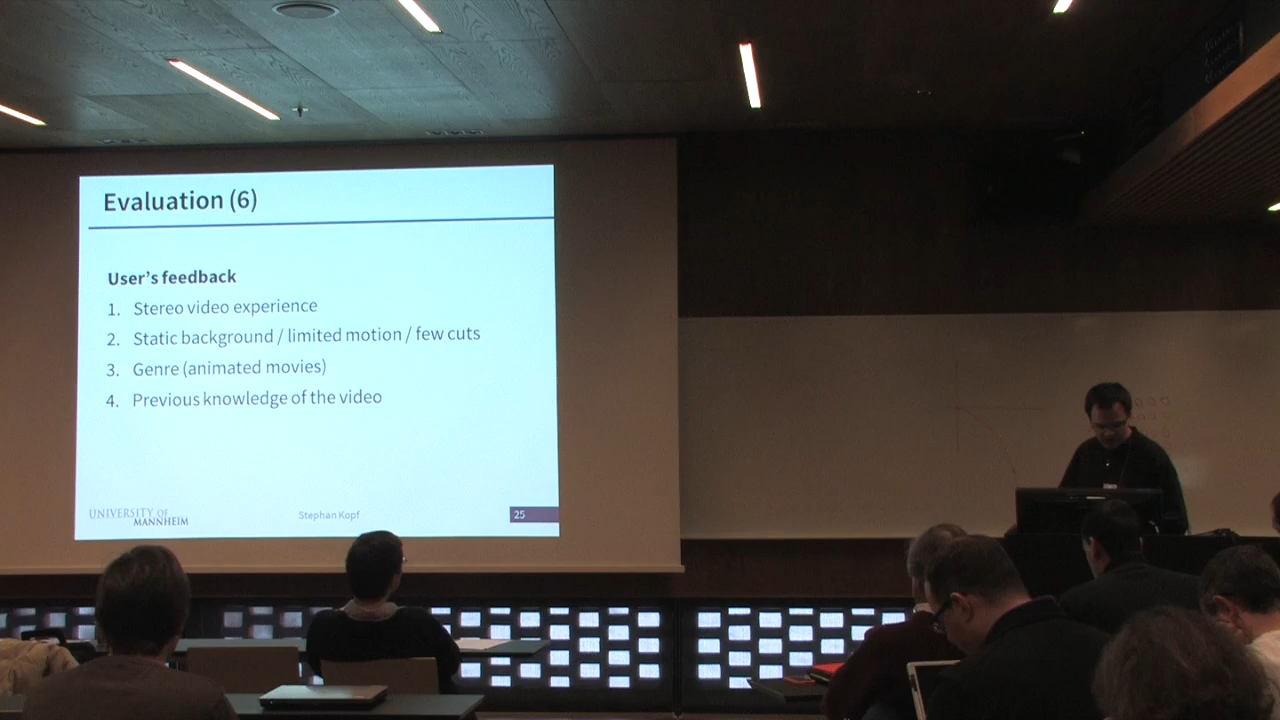 Evaluation (6)
User's feedback
1. Stereo video experience
2. Static background / limited motion / few cuts
3. Genre (animated movies)
4. Previous knowledge of the video
UNIVERSITY OF
MANNHEIM
Stephan Kopf
25